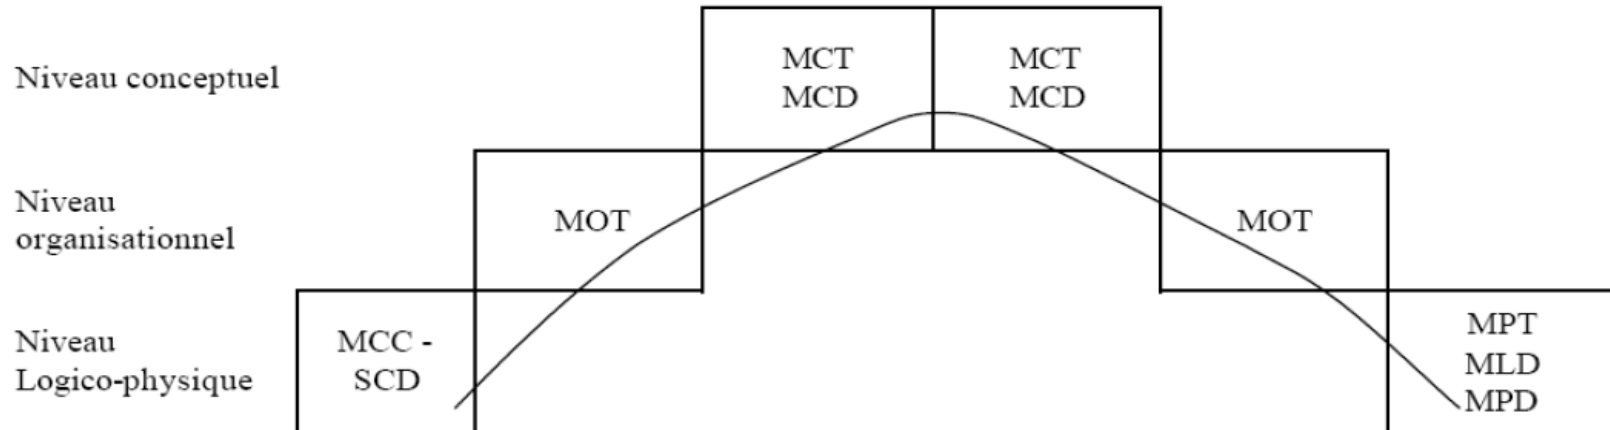 Niveau conceptuel
MCT
MCD
MCT
MCD
Niveau
organisationnel
MOT
MOT
Niveau
Logico-physique
MCC -
SCD
MPT
MLD
MPD